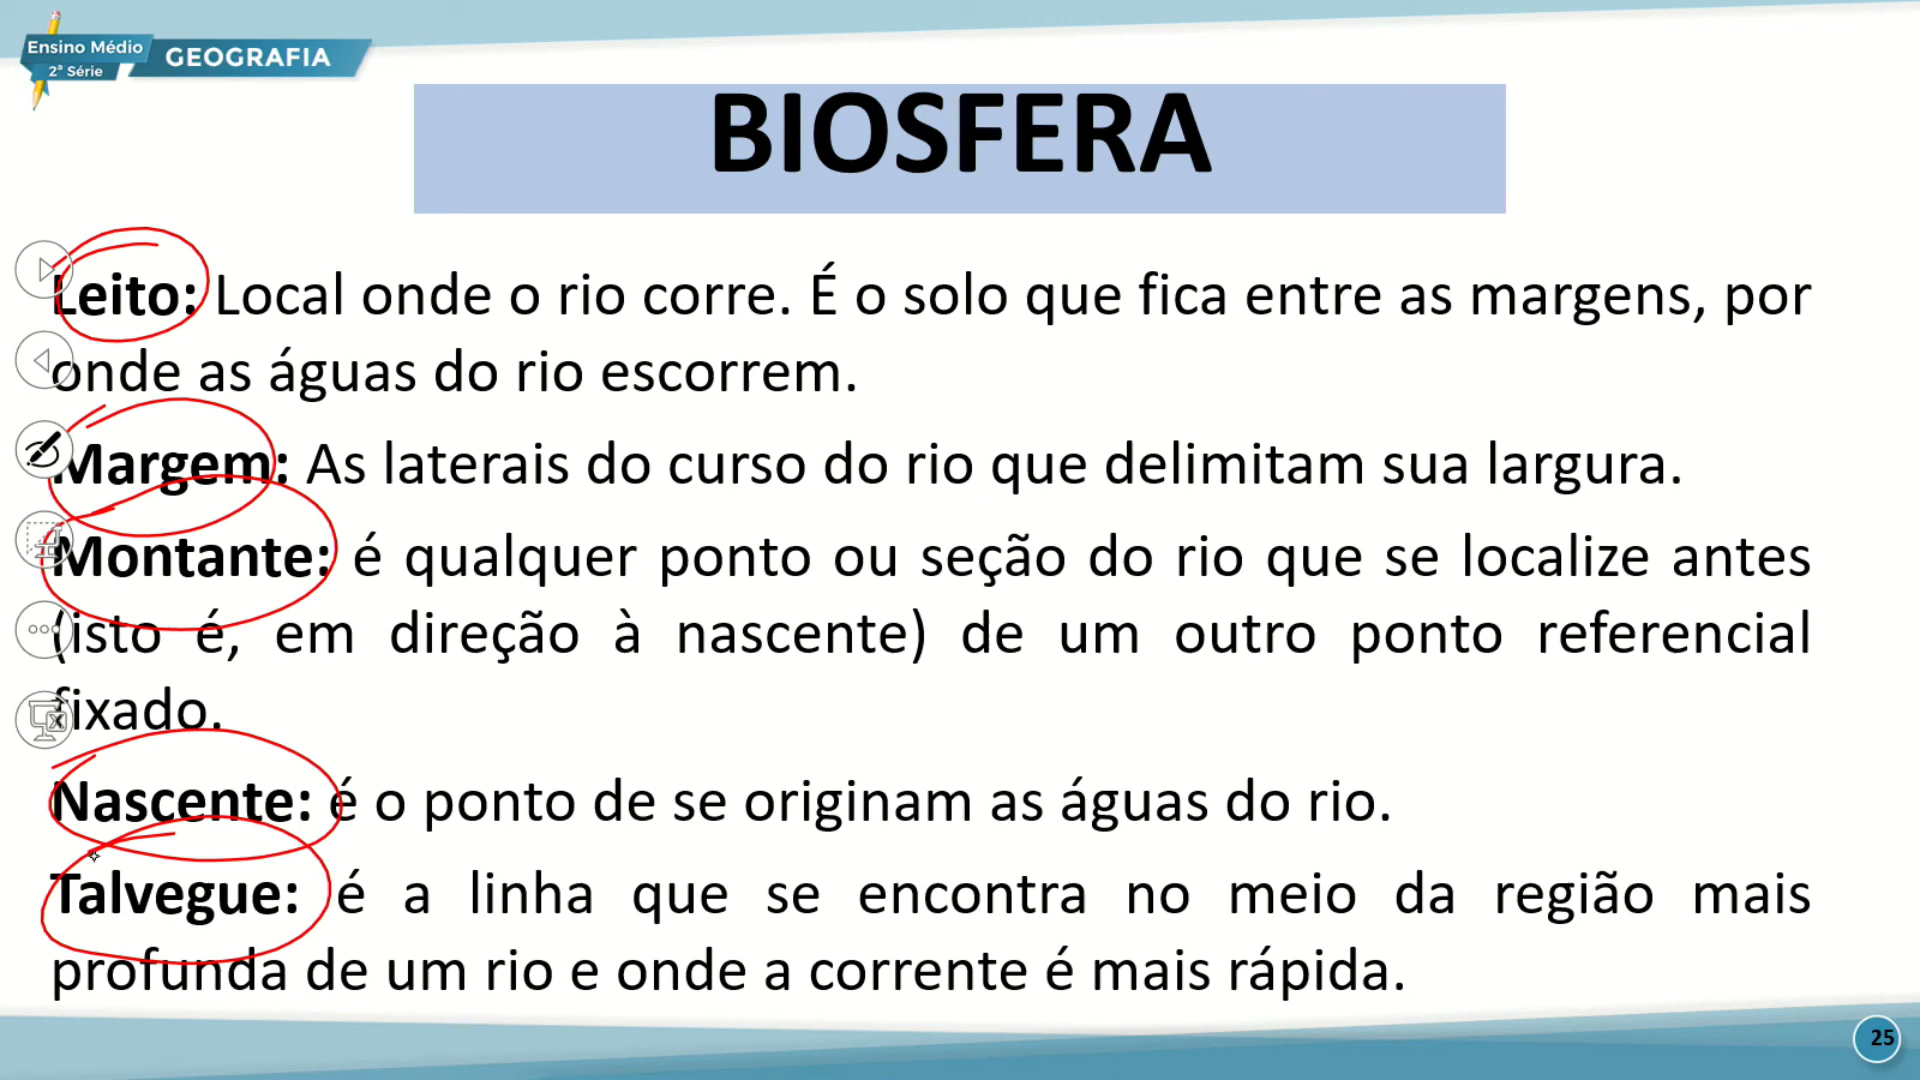 Ensino Médio
2ª Série
GEOGRAFIA
BIOSFERA
Leito: Local onde o rio corre. É o solo que fica entre as margens, por
onde as águas do rio escorrem.
Margem: As laterais do curso do rio que delimitam sua largura.
Montante: é qualquer ponto ou seção do rio que se localize antes
(isto é, em direção à nascente) de um outro ponto referencial
fixado.
Nascente: é o ponto de se originam as águas do rio.
Talvegue: é a linha que se encontra no meio da região mais
profunda de um rio e onde a corrente é mais rápida.
25